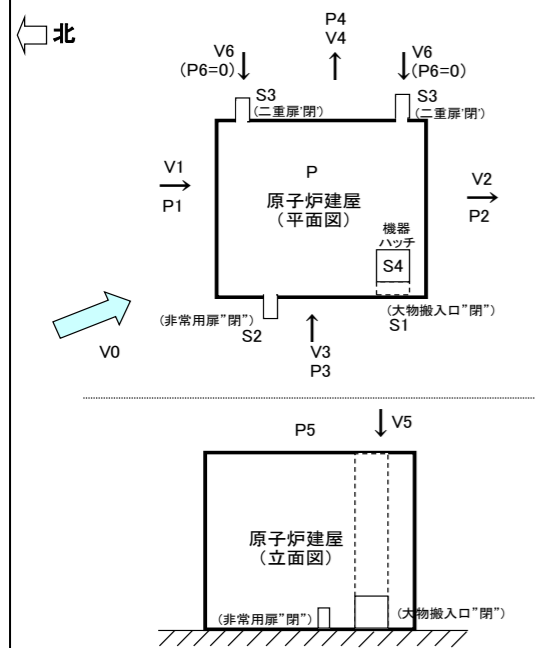 北
P4
V4
V6
(P6=0)
V6
(P6=0)
S3
(二重扉'閉')
S3
(二重扉'閉')
V1
P1
P
原子炉建屋
(平面図)
V2
P2
機器
ハッチ
S4
(非常用扉"閉")
S2
(大物搬入口"閉")
S1
V0
V3
P3
P5
V5
原子炉建屋
(立面図)
(非常用扉"閉")
(大物搬入口"閉")